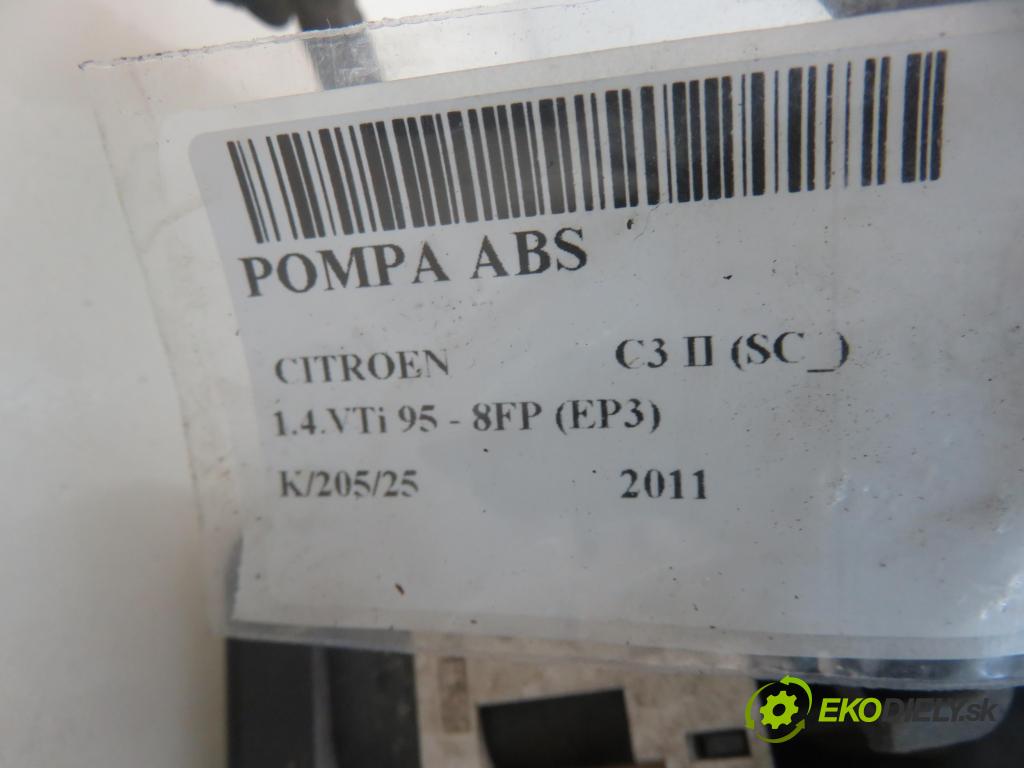 POMPA ABS
CITROEN C3 II (SC_)
1.4 VTi 95 - 8FP (EP3)
K/205/25 2011
EKODIELY.sk